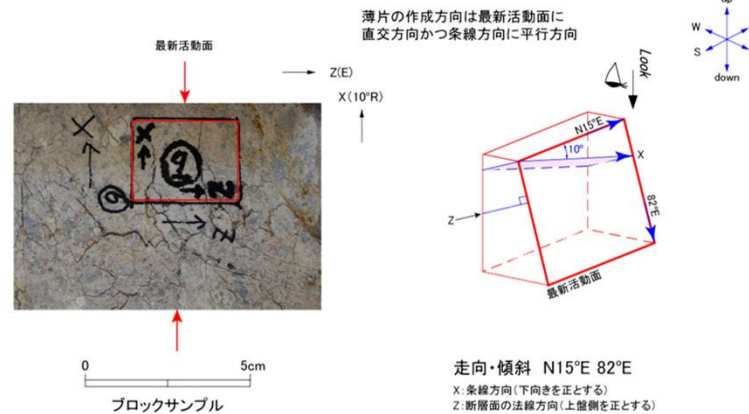 薄片の作成方向は最新活動面に
直交方向かつ条線方向に平行方向
up
W
S
down
最新活動面
Z(E)
X(10°R)
Look
N15°E
10°
X
82°E
Z
最新活動面
X
X
9
Z
6
Z
0
5cm
ブロックサンプル
走向・傾斜 N15°E 82°E
X:条線方向(下向きを正とする)
Z:断層面の法線方向(上盤側を正とする)